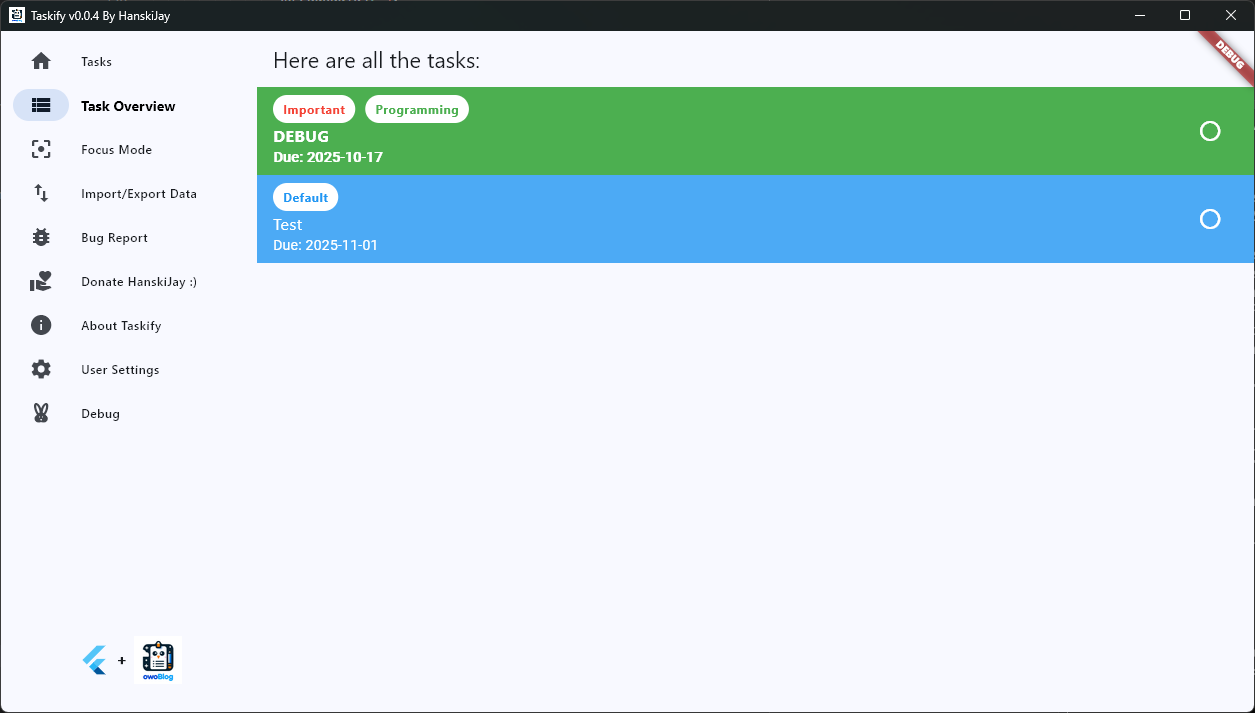 Taskify v0.0.4 By HanskiJay
DEBUG
Tasks
Task Overview
Focus Mode
Import/Export Data
Bug Report
Donate HanskiJay :)
About Taskify
User Settings
Debug
+
owoBlog
Here are all the tasks:
Important Programming
DEBUG
Due: 2025-10-17
Default
Test
Due: 2025-11-01